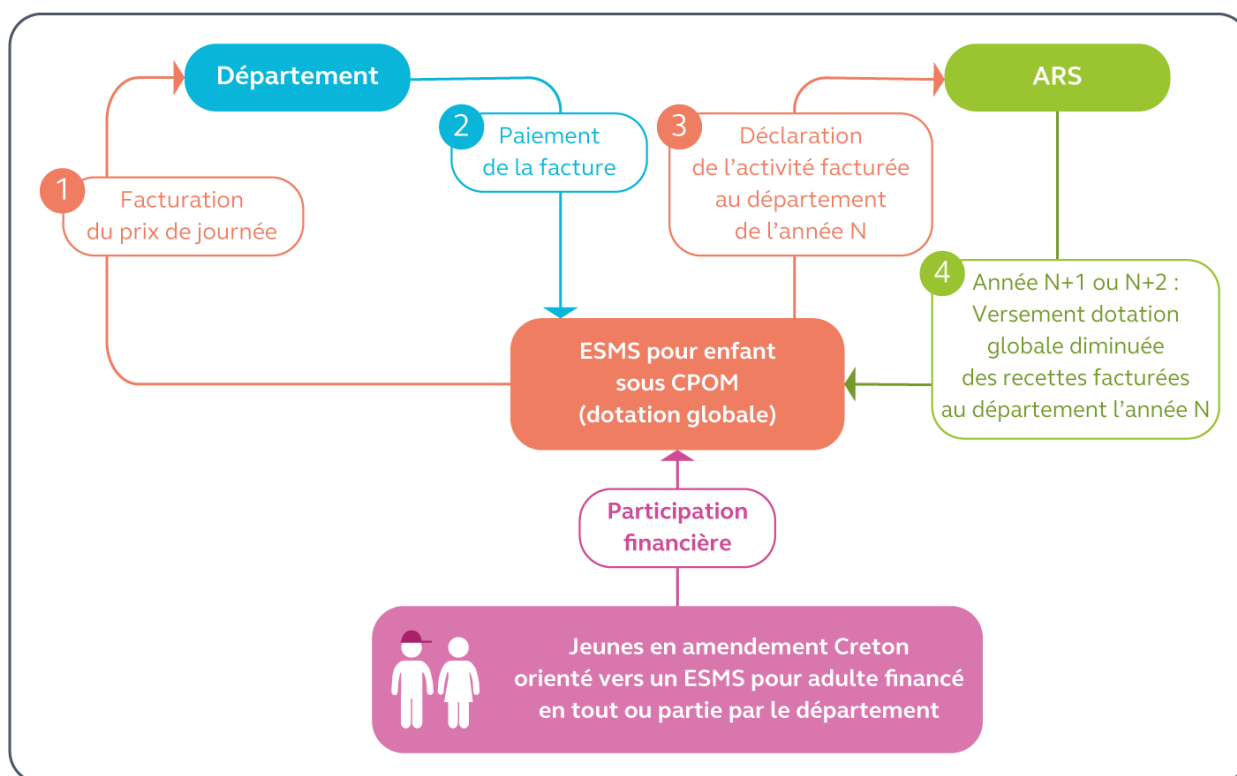 Département
ARS
1
Facturation
du prix de journée
2
Paiement
de la facture
3
Déclaration
de l’activité facturée
au département
de l’année N
4
Année N+1 ou N+2 :
Versement dotation
globale diminuée
des recettes facturées
au département l’année N
ESMS pour enfant
sous CPOM
(dotation globale)
Participation
financière
Jeunes en amendement Creton
orienté vers un ESMS pour adulte financé
en tout ou partie par le département